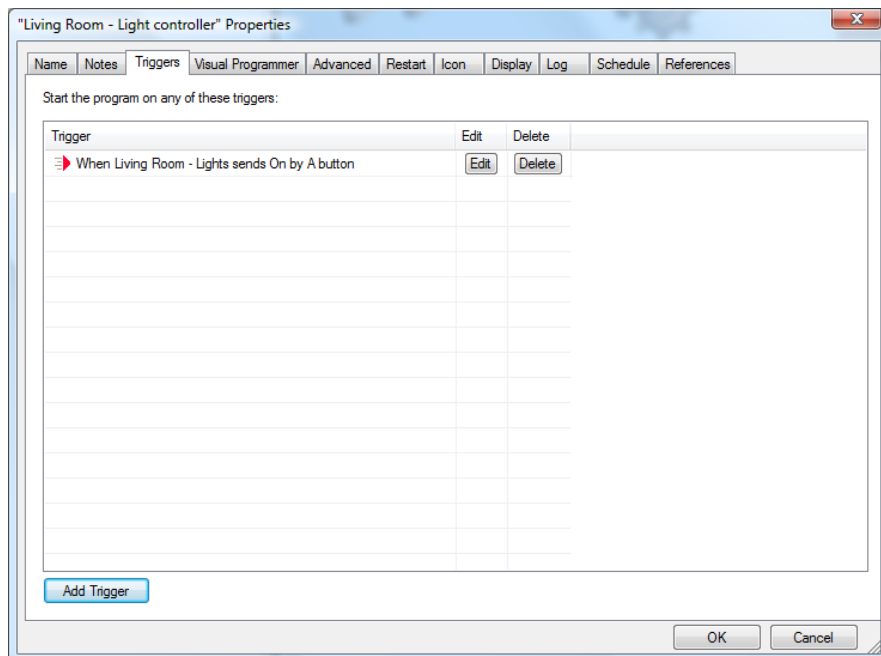 "Living Room - Light controller" Properties
Name Notes Triggers Visual Programmer Advanced Restart Icon Display Log Schedule References
Start the program on any of these triggers:
Trigger Edit Delete
When Living Room - Lights sends On by A button Edit Delete
Add Trigger
OK Cancel